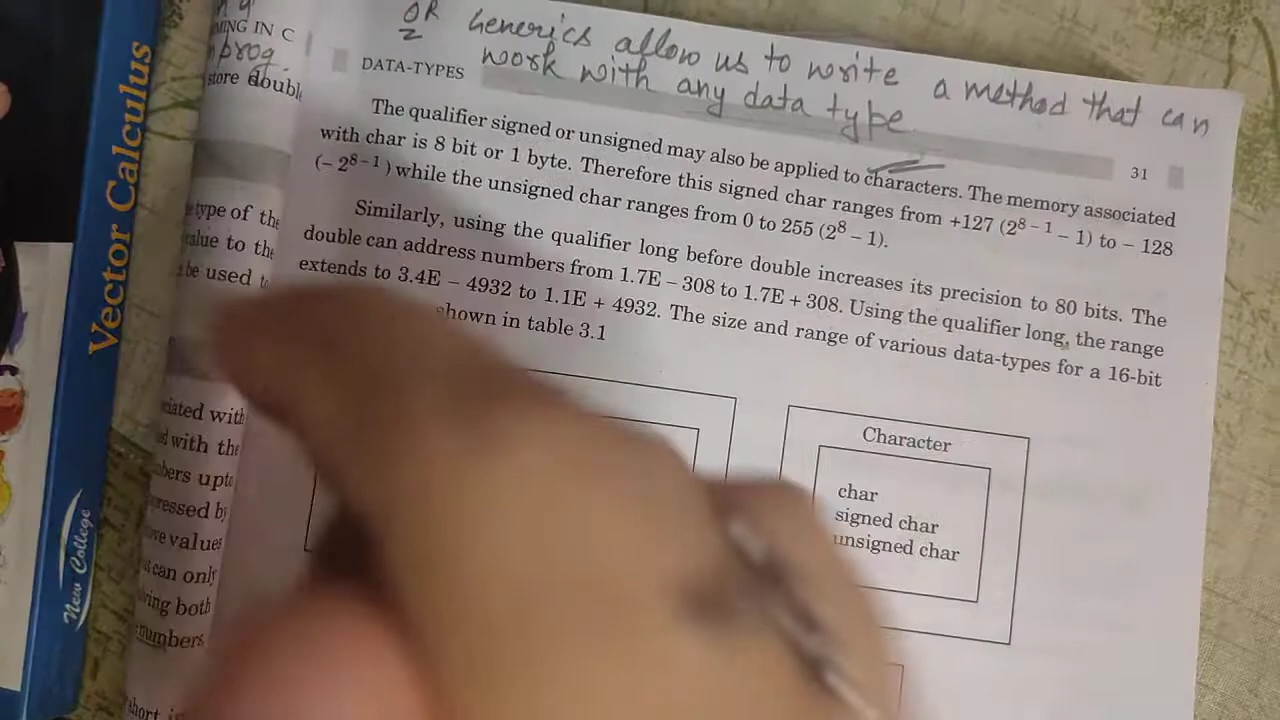 OR Generics allow us to write a method that can
work with any data type
MING IN C
prog.
store doubl
type of the
value to the
be used t
ciated with
with the
bers upto
ressed by
ve values
can only
ring both
numbers
short i
DATA-TYPES
31
The qualifier signed or unsigned may also be applied to characters. The memory associated
with char is 8 bit or 1 byte. Therefore this signed char ranges from +127 (2⁸⁻¹ – 1) to – 128
(– 2⁸⁻¹) while the unsigned char ranges from 0 to 255 (2⁸ – 1).
Similarly, using the qualifier long before double increases its precision to 80 bits. The
double can address numbers from 1.7E – 308 to 1.7E + 308. Using the qualifier long, the range
extends to 3.4E – 4932 to 1.1E + 4932. The size and range of various data-types for a 16-bit
shown in table 3.1
Character
char
signed char
unsigned char
Vector Calculus
New College